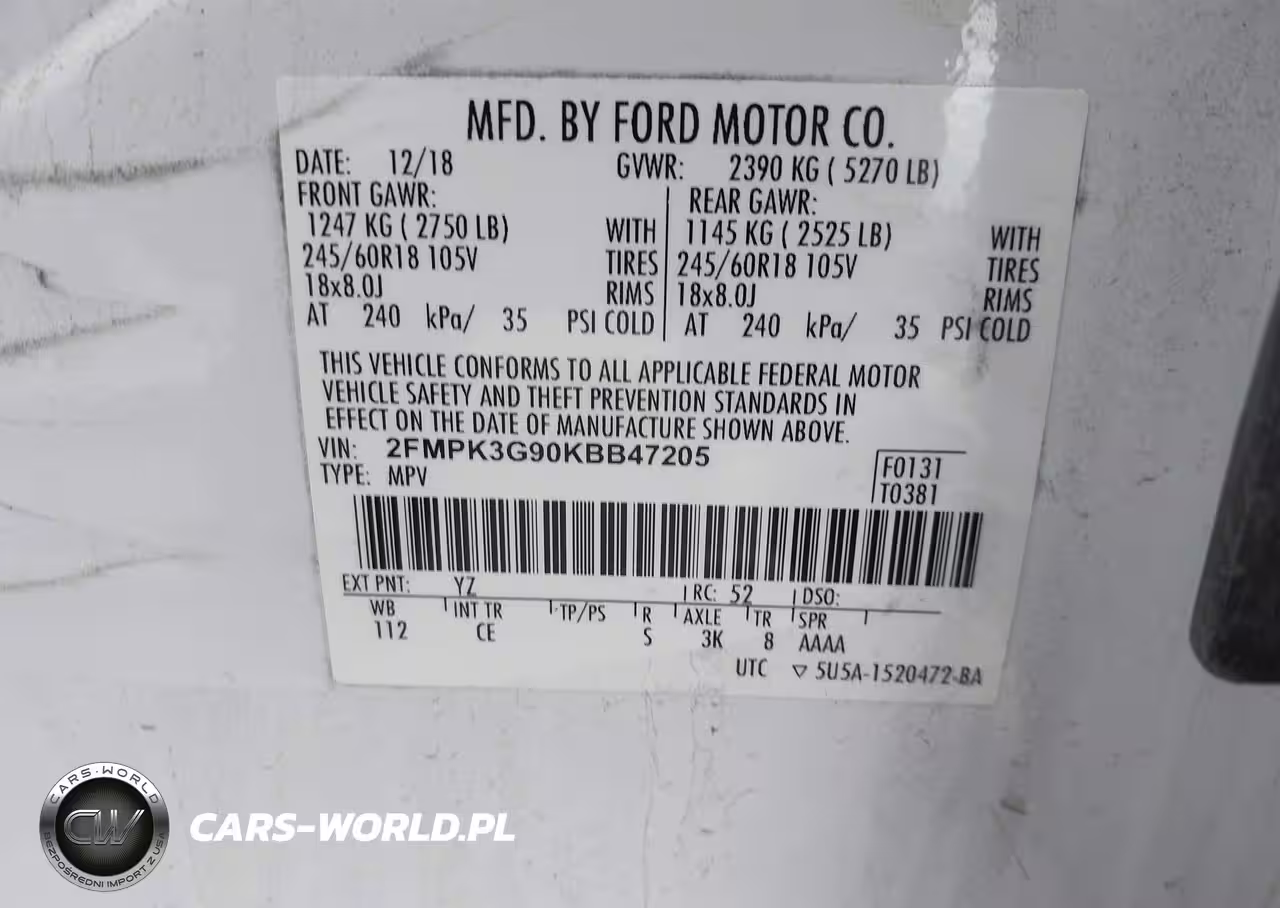 MFD. BY FORD MOTOR CO.
DATE: 12/18 GVWR: 2390 KG ( 5270 LB)
FRONT GAWR: REAR GAWR:
1247 KG ( 2750 LB) WITH 1145 KG ( 2525 LB) WITH
245/60R18 105V TIRES 245/60R18 105V TIRES
18x8.0J RIMS 18x8.0J RIMS
AT 240 kPa/ 35 PSI COLD AT 240 kPa/ 35 PSI COLD
THIS VEHICLE CONFORMS TO ALL APPLICABLE FEDERAL MOTOR
VEHICLE SAFETY AND THEFT PREVENTION STANDARDS IN
EFFECT ON THE DATE OF MANUFACTURE SHOWN ABOVE.
VIN: 2FMPK3G90KBB47205
TYPE: MPV
F0131
T0381
EXT PNT: YZ RC: 52 DSO:
WB INT TR TP/PS R AXLE TR SPR
112 CE S 3K 8 AAAA
UTC ▽ 5U5A-1520472-BA
CARS-WORLD
CW
BEZPOŚREDNI IMPORT Z USA
CARS-WORLD.PL